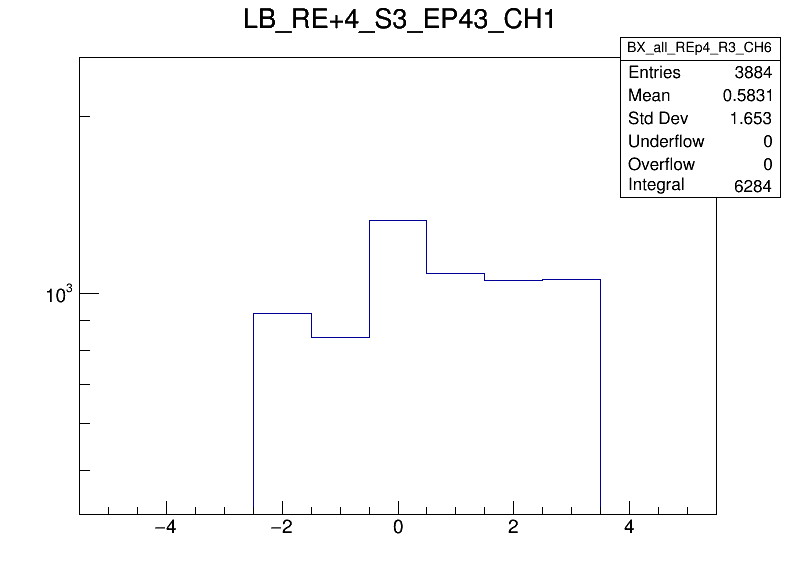 LB_RE+4_S3_EP43_CH1
BX_all_REp4_R3_CH6
Entries 3884
Mean 0.5831
Std Dev 1.653
Underflow 0
Overflow 0
Integral 6284
10³
−4 −2 0 2 4